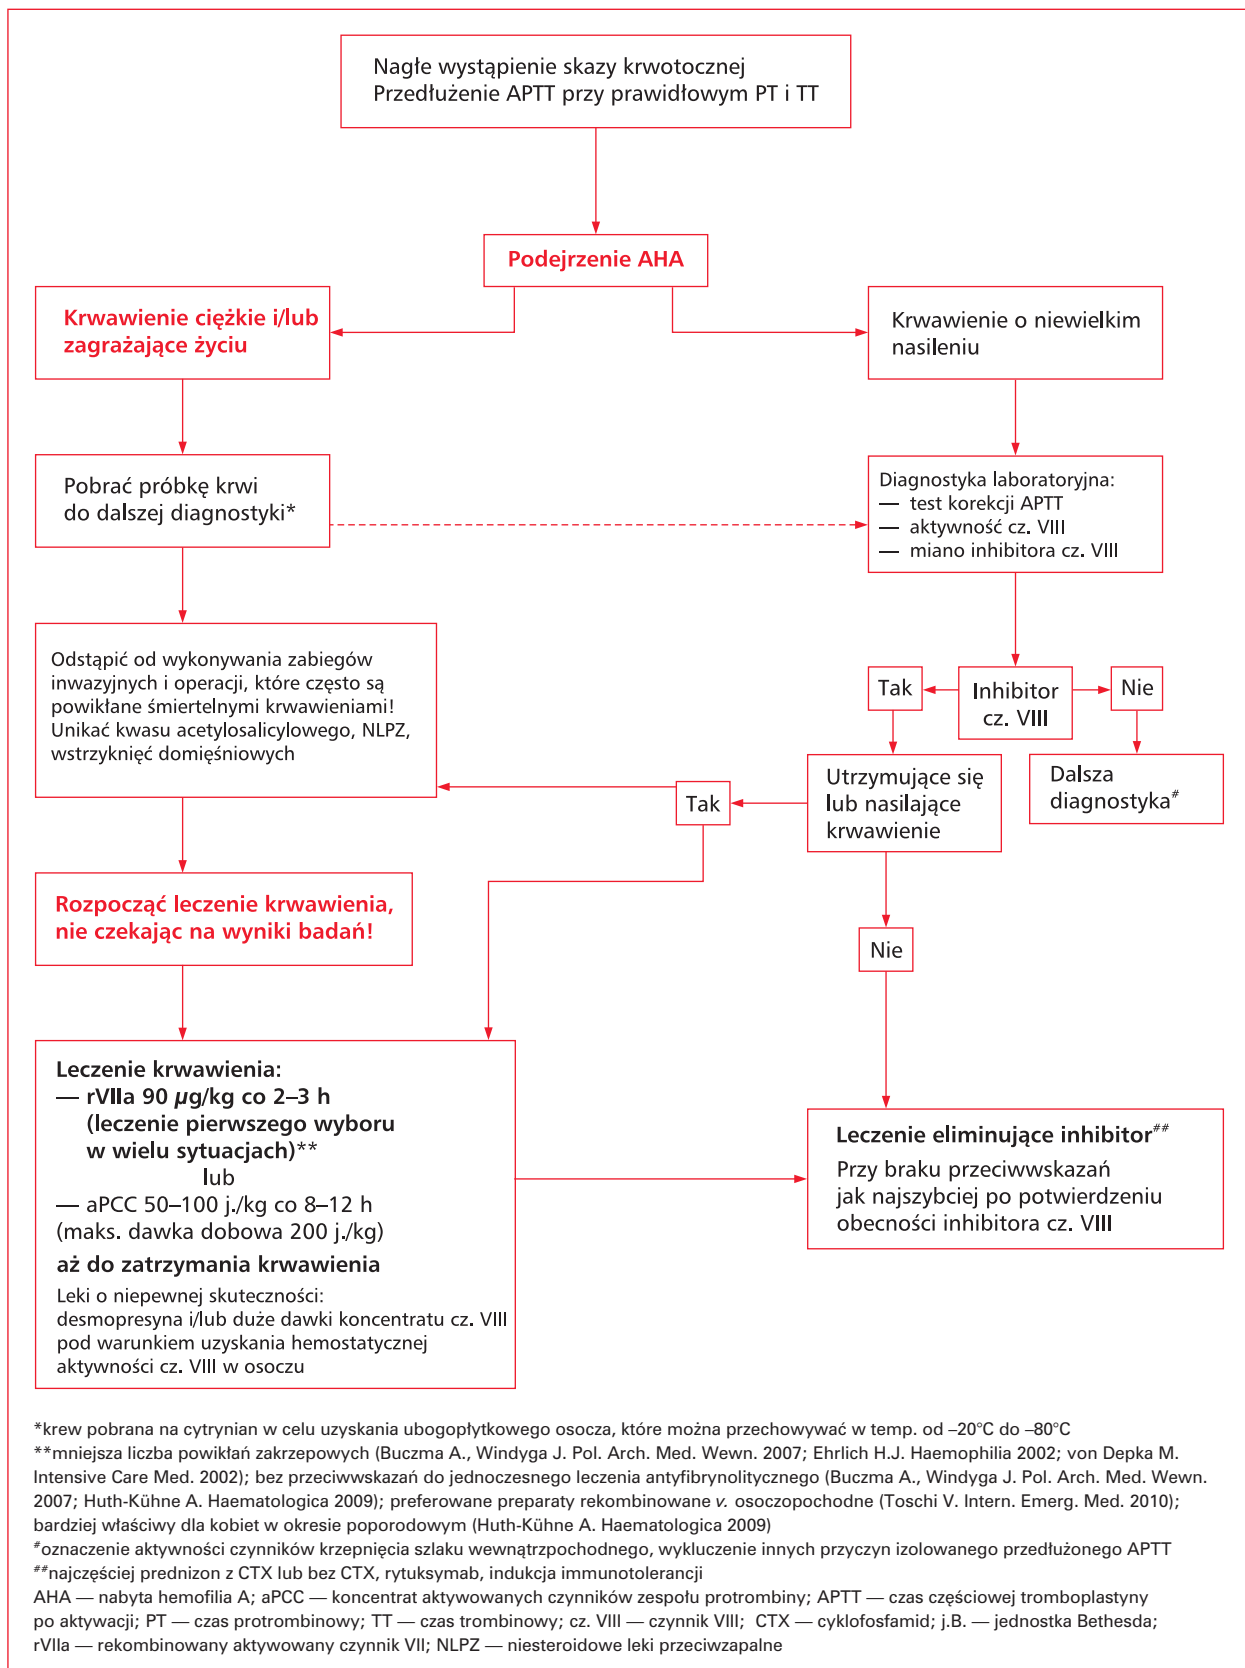 Nagłe wystąpienie skazy krwotocznej
Przedłużenie APTT przy prawidłowym PT i TT
Podejrzenie AHA
Krwawienie ciężkie i/lub
zagrażające życiu
Krwawienie o niewielkim
nasileniu
Pobrać próbkę krwi
do dalszej diagnostyki*
Diagnostyka laboratoryjna:
— test korekcji APTT
— aktywność cz. VIII
— miano inhibitora cz. VIII
Odstąpić od wykonywania zabiegów
inwazyjnych i operacji, które często są
powikłane śmiertelnymi krwawieniami!
Unikać kwasu acetylosalicylowego, NLPZ,
wstrzyknięć domięśniowych
Tak
Inhibitor
cz. VIII
Nie
Utrzymujące się
lub nasilające
krwawienie
Dalsza
diagnostyka#
Tak
Rozpocząć leczenie krwawienia,
nie czekając na wyniki badań!
Nie
Leczenie krwawienia:
— rVIIa 90 µg/kg co 2–3 h
(leczenie pierwszego wyboru
w wielu sytuacjach)**
lub
— aPCC 50–100 j./kg co 8–12 h
(maks. dawka dobowa 200 j./kg)
aż do zatrzymania krwawienia
Leki o niepewnej skuteczności:
desmopresyna i/lub duże dawki koncentratu cz. VIII
pod warunkiem uzyskania hemostatycznej
aktywności cz. VIII w osoczu
Leczenie eliminujące inhibitor##
Przy braku przeciwwskazań
jak najszybciej po potwierdzeniu
obecności inhibitora cz. VIII
*krew pobrana na cytrynian w celu uzyskania ubogopłytkowego osocza, które można przechowywać w temp. od –20°C do –80°C
**mniejsza liczba powikłań zakrzepowych (Buczma A., Windyga J. Pol. Arch. Med. Wewn. 2007; Ehrlich H.J. Haemophilia 2002; von Depka M.
Intensive Care Med. 2002); bez przeciwwskazań do jednoczesnego leczenia antyfibrynolitycznego (Buczma A., Windyga J. Pol. Arch. Med. Wewn.
2007; Huth-Kühne A. Haematologica 2009); preferowane preparaty rekombinowane v. osoczopochodne (Toschi V. Intern. Emerg. Med. 2010);
bardziej właściwy dla kobiet w okresie poporodowym (Huth-Kühne A. Haematologica 2009)
#oznaczenie aktywności czynników krzepnięcia szlaku wewnątrzpochodnego, wykluczenie innych przyczyn izolowanego przedłużonego APTT
##najczęściej prednizon z CTX lub bez CTX, rytuksymab, indukcja immunotolerancji
AHA — nabyta hemofilia A; aPCC — koncentrat aktywowanych czynników zespołu protrombiny; APTT — czas częściowej tromboplastyny
po aktywacji; PT — czas protrombinowy; TT — czas trombinowy; cz. VIII — czynnik VIII; CTX — cyklofosfamid; j.B. — jednostka Bethesda;
rVIIa — rekombinowany aktywowany czynnik VII; NLPZ — niesteroidowe leki przeciwzapalne